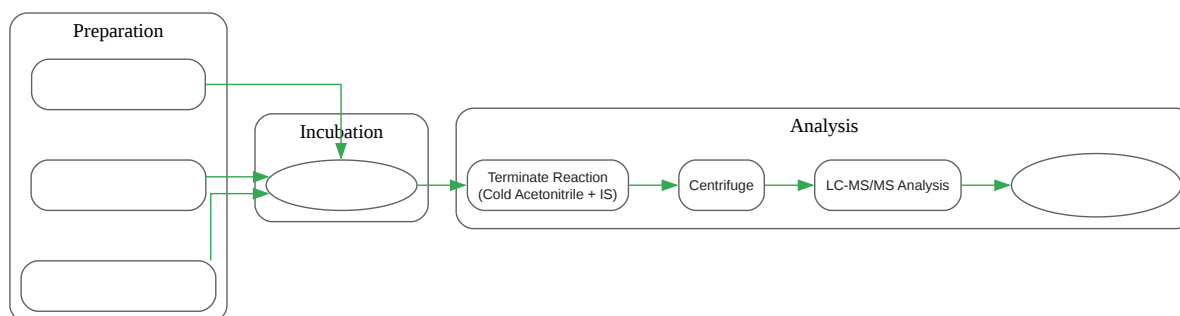 Preparation
Incubation
Analysis
Terminate Reaction
(Cold Acetonitrile + IS)
Centrifuge
LC-MS/MS Analysis